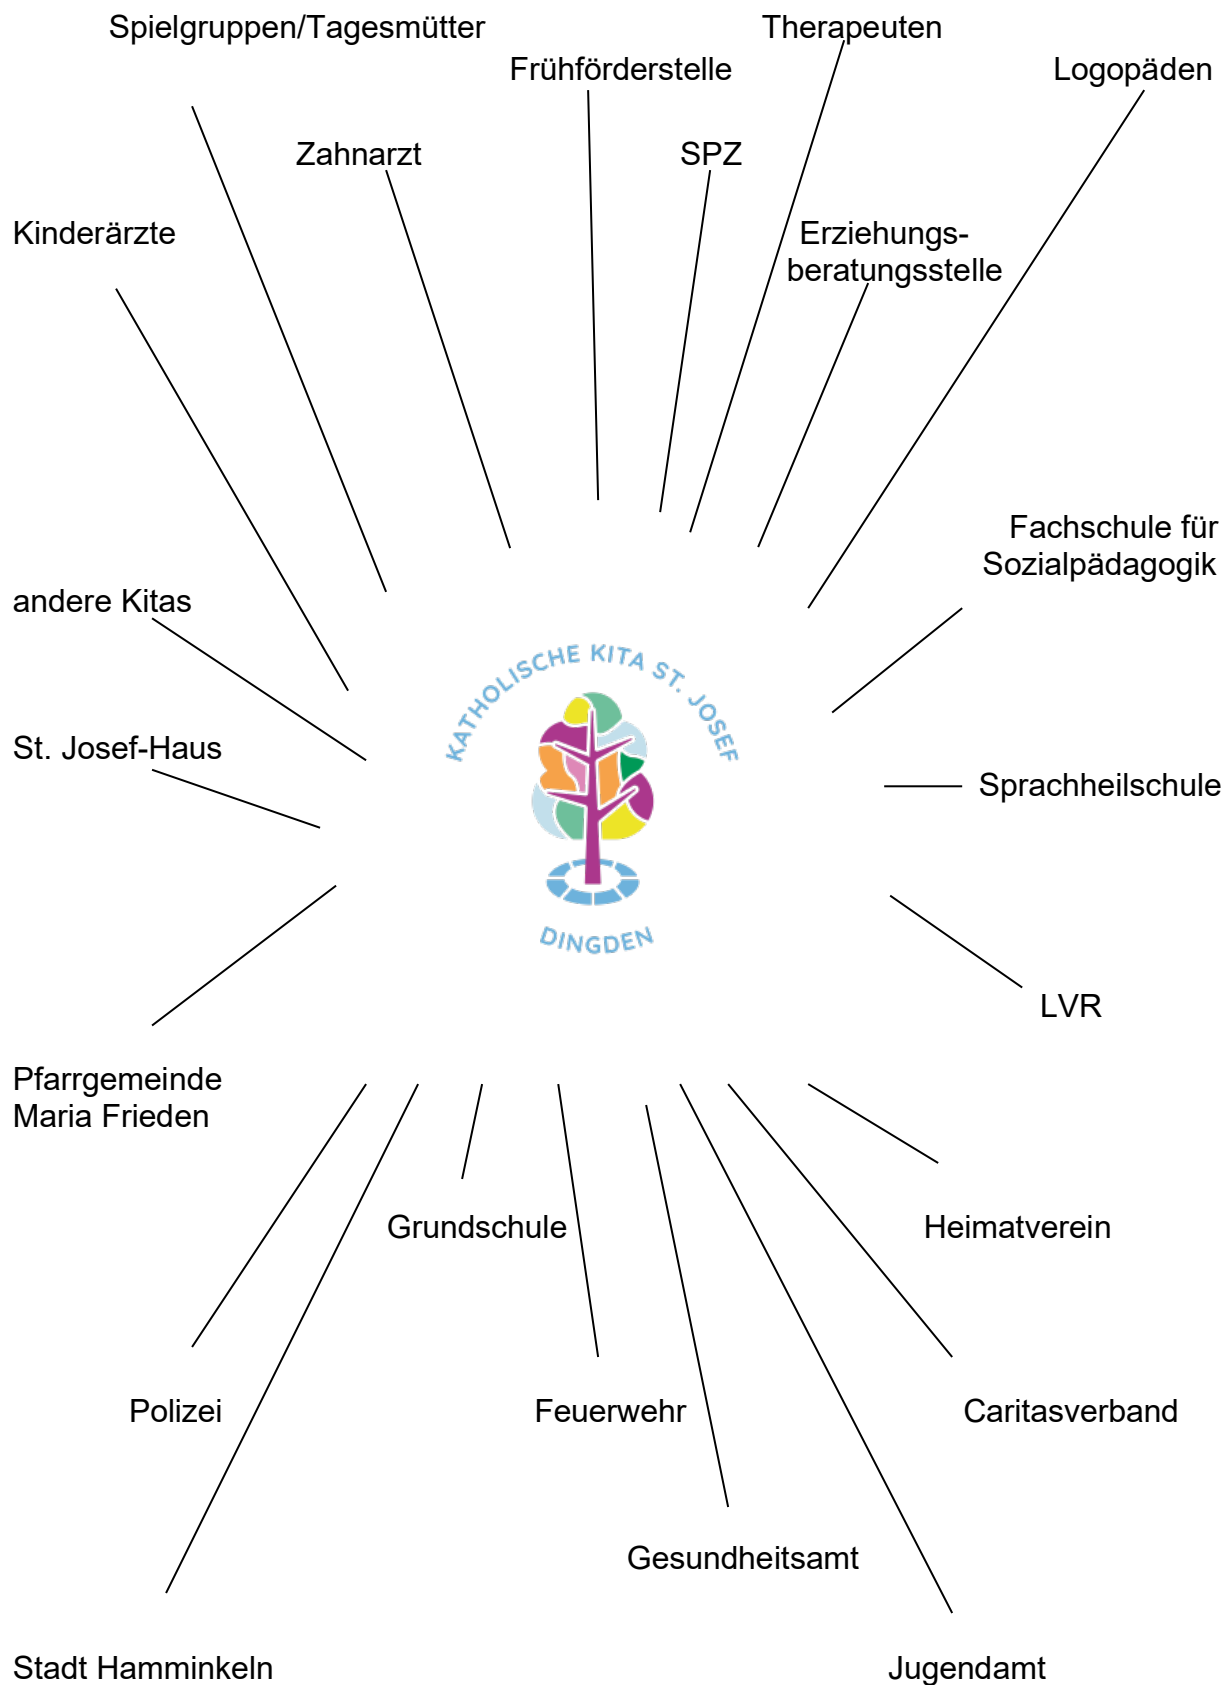 Spielgruppen/Tagesmütter
Therapeuten
Frühförderstelle
Logopäden
Zahnarzt
SPZ
Kinderärzte
Erziehungs-
beratungsstelle
Fachschule für
Sozialpädagogik
andere Kitas
KATHOLISCHE KITA ST. JOSEF
St. Josef-Haus
Sprachheilschule
DINGDEN
LVR
Pfarrgemeinde
Maria Frieden
Grundschule
Heimatverein
Polizei
Feuerwehr
Caritasverband
Gesundheitsamt
Stadt Hamminkeln
Jugendamt